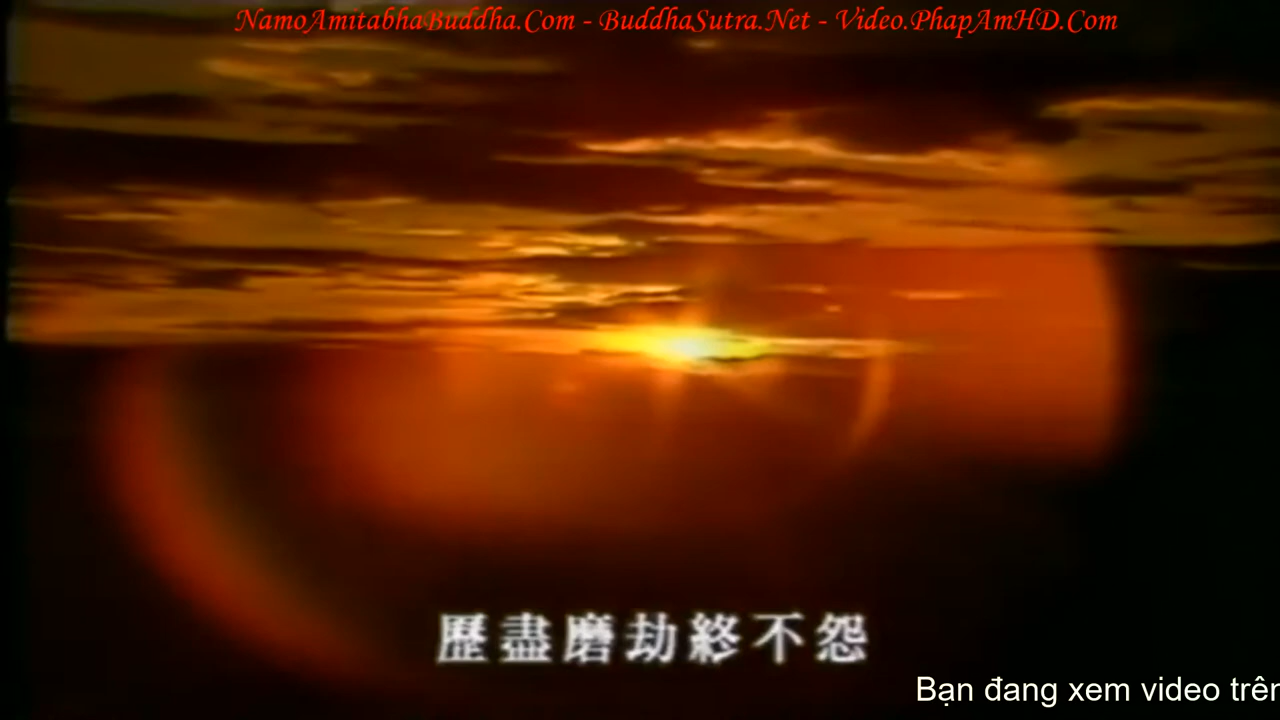 NamoAmitabhaBuddha.Com - BuddhaSutra.Net - Video.PhapAmHD.Com
歷盡磨劫終不怨
Bạn đang xem video trên